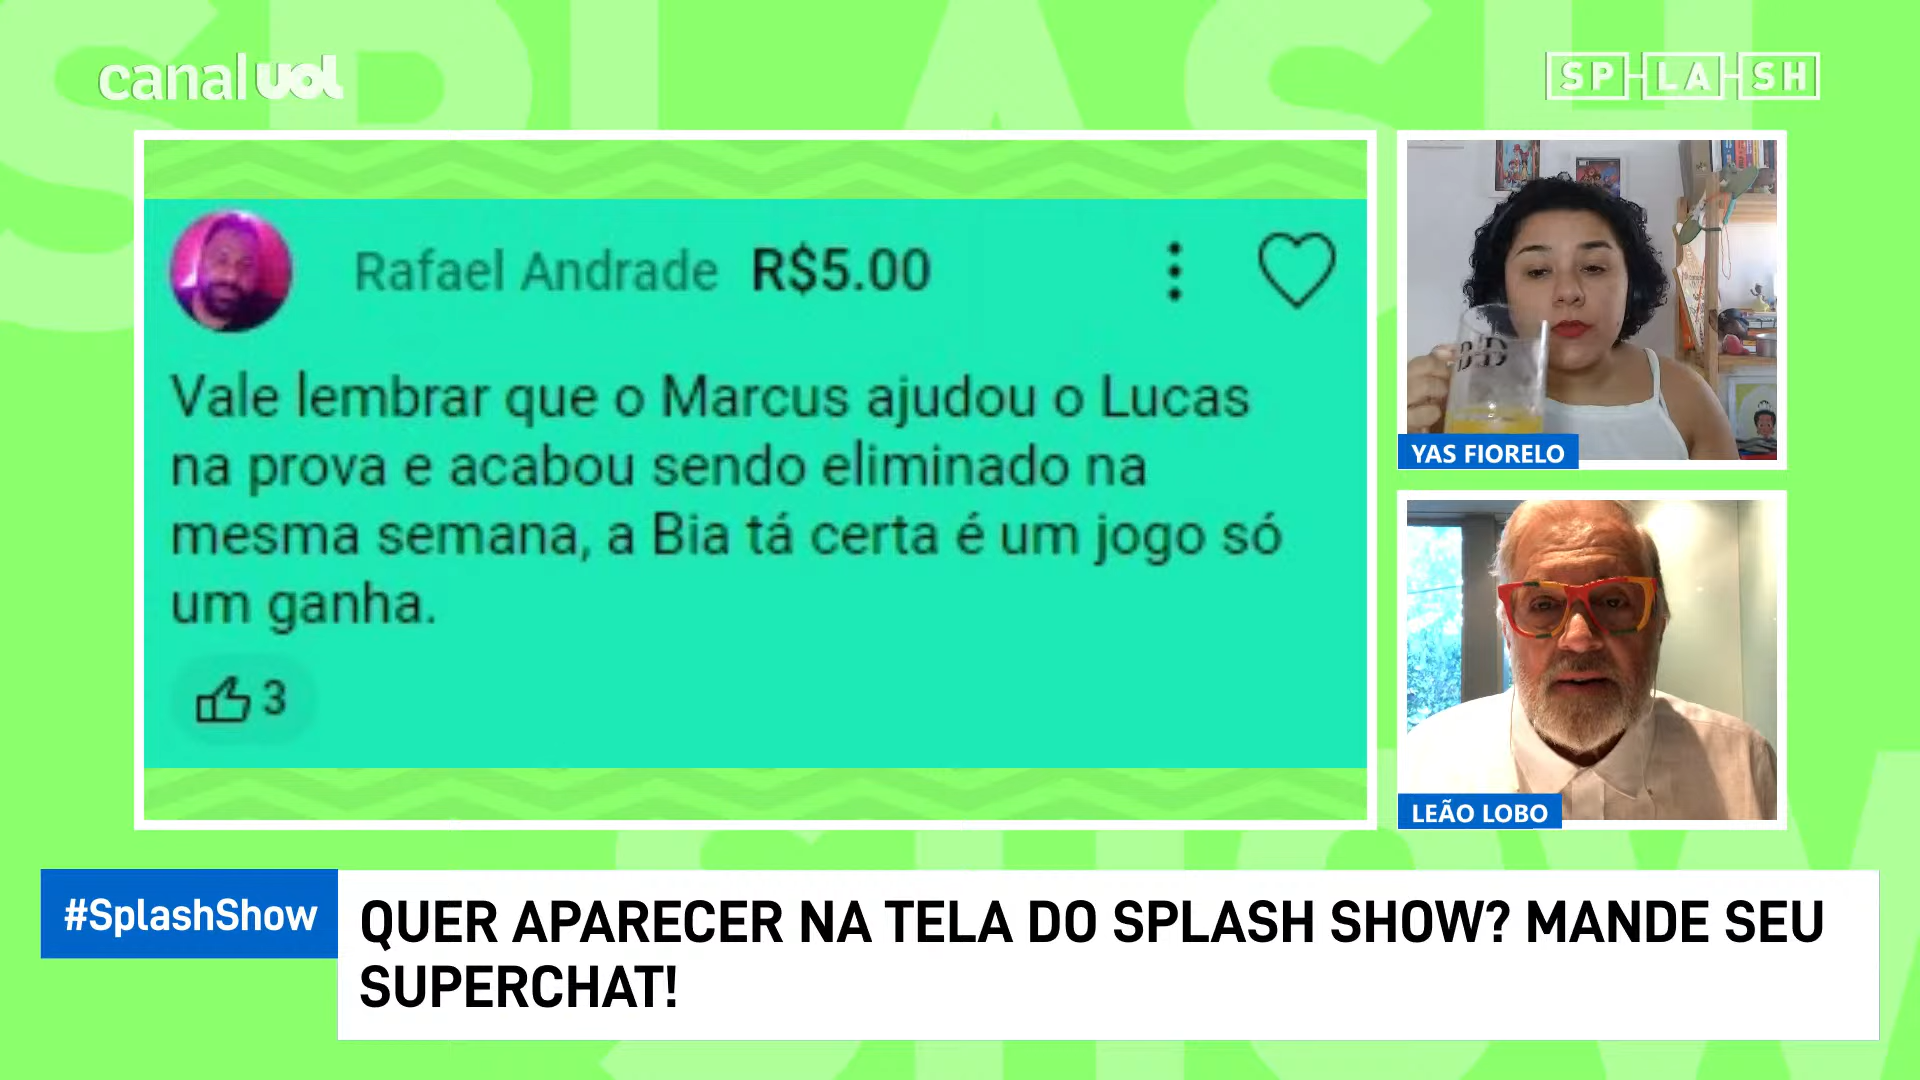 canal uol
SPLASH
Rafael Andrade R$5.00
Vale lembrar que o Marcus ajudou o Lucas
na prova e acabou sendo eliminado na
mesma semana, a Bia tá certa é um jogo só
um ganha.
3
YAS FIORELO
LEÃO LOBO
#SplashShow
QUER APARECER NA TELA DO SPLASH SHOW? MANDE SEU
SUPERCHAT!